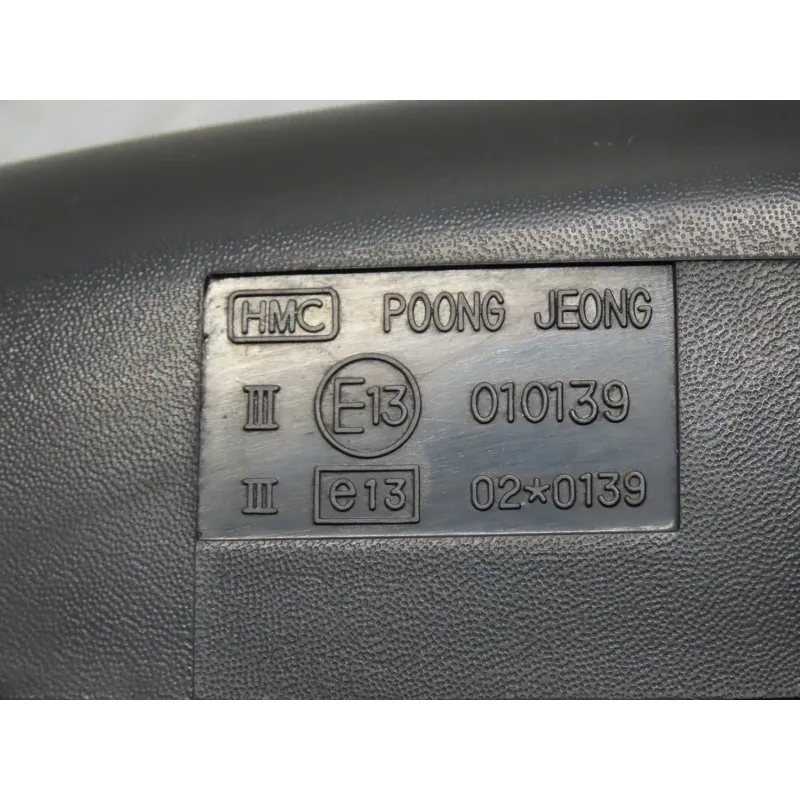 HMC POONG JEONG
III E13 010139
III e13 02*0139